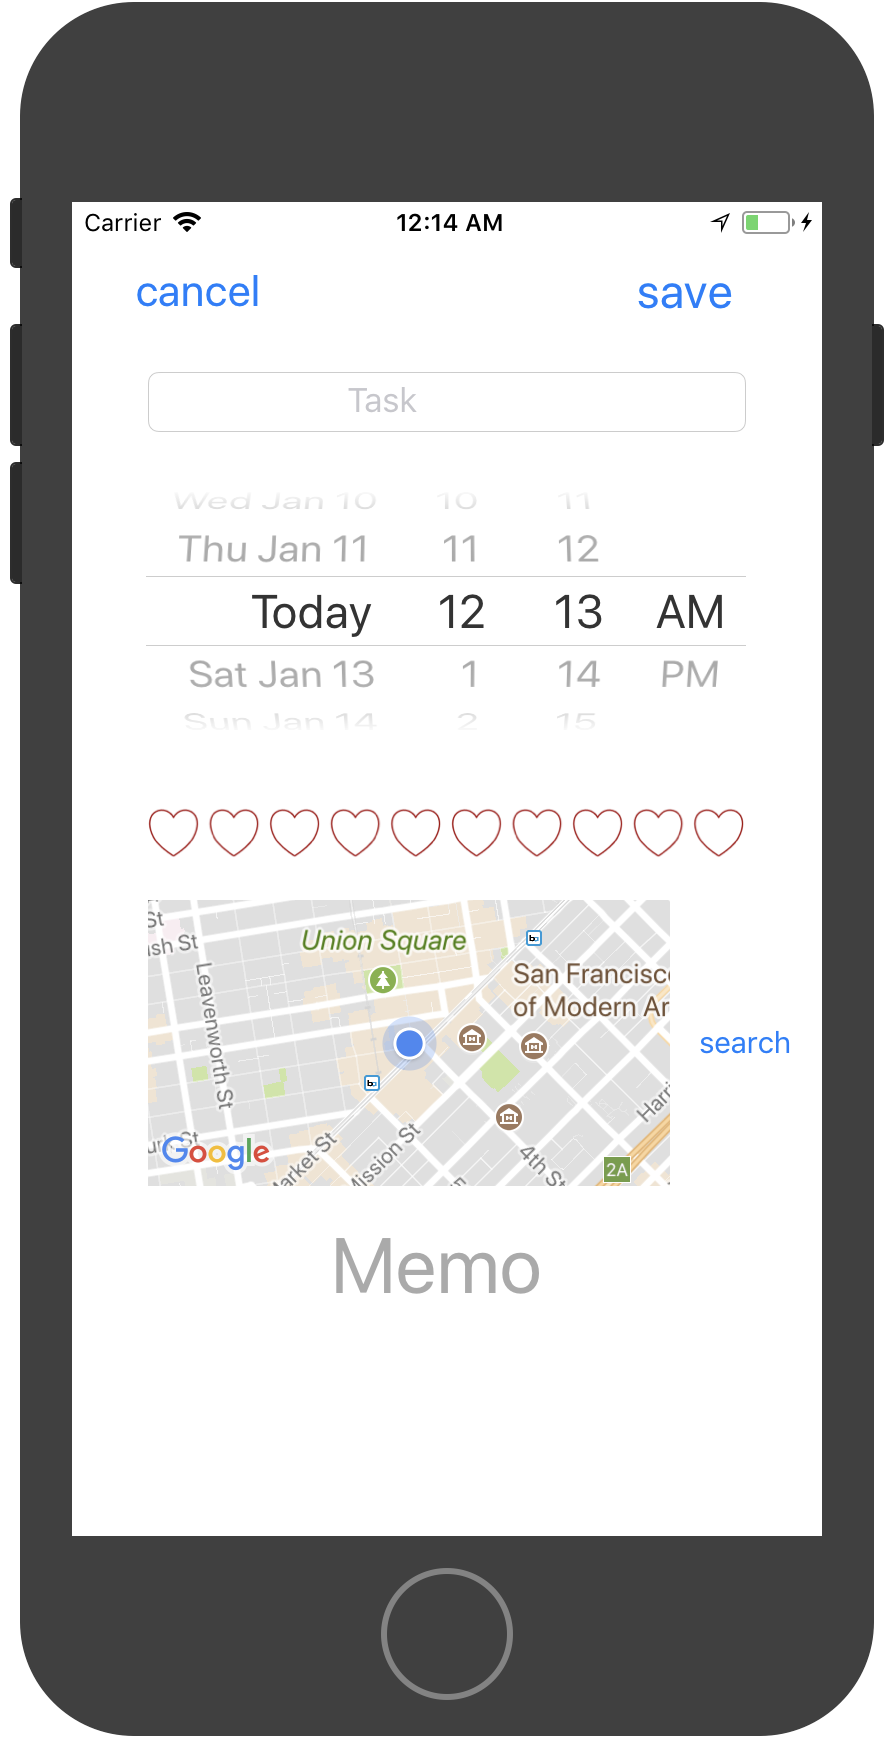 Carrier 12:14 AM
cancel save
Task
Wed Jan 10 10 11
Thu Jan 11 11 12
Today 12 13 AM
Sat Jan 13 1 14 PM
Sun Jan 14 2 15
St
ish St
Union Square
Leavenworth St
San Francisc
of Modern Ar
search
Harri
Google
Market St
Mission St
4th St
2A
Memo